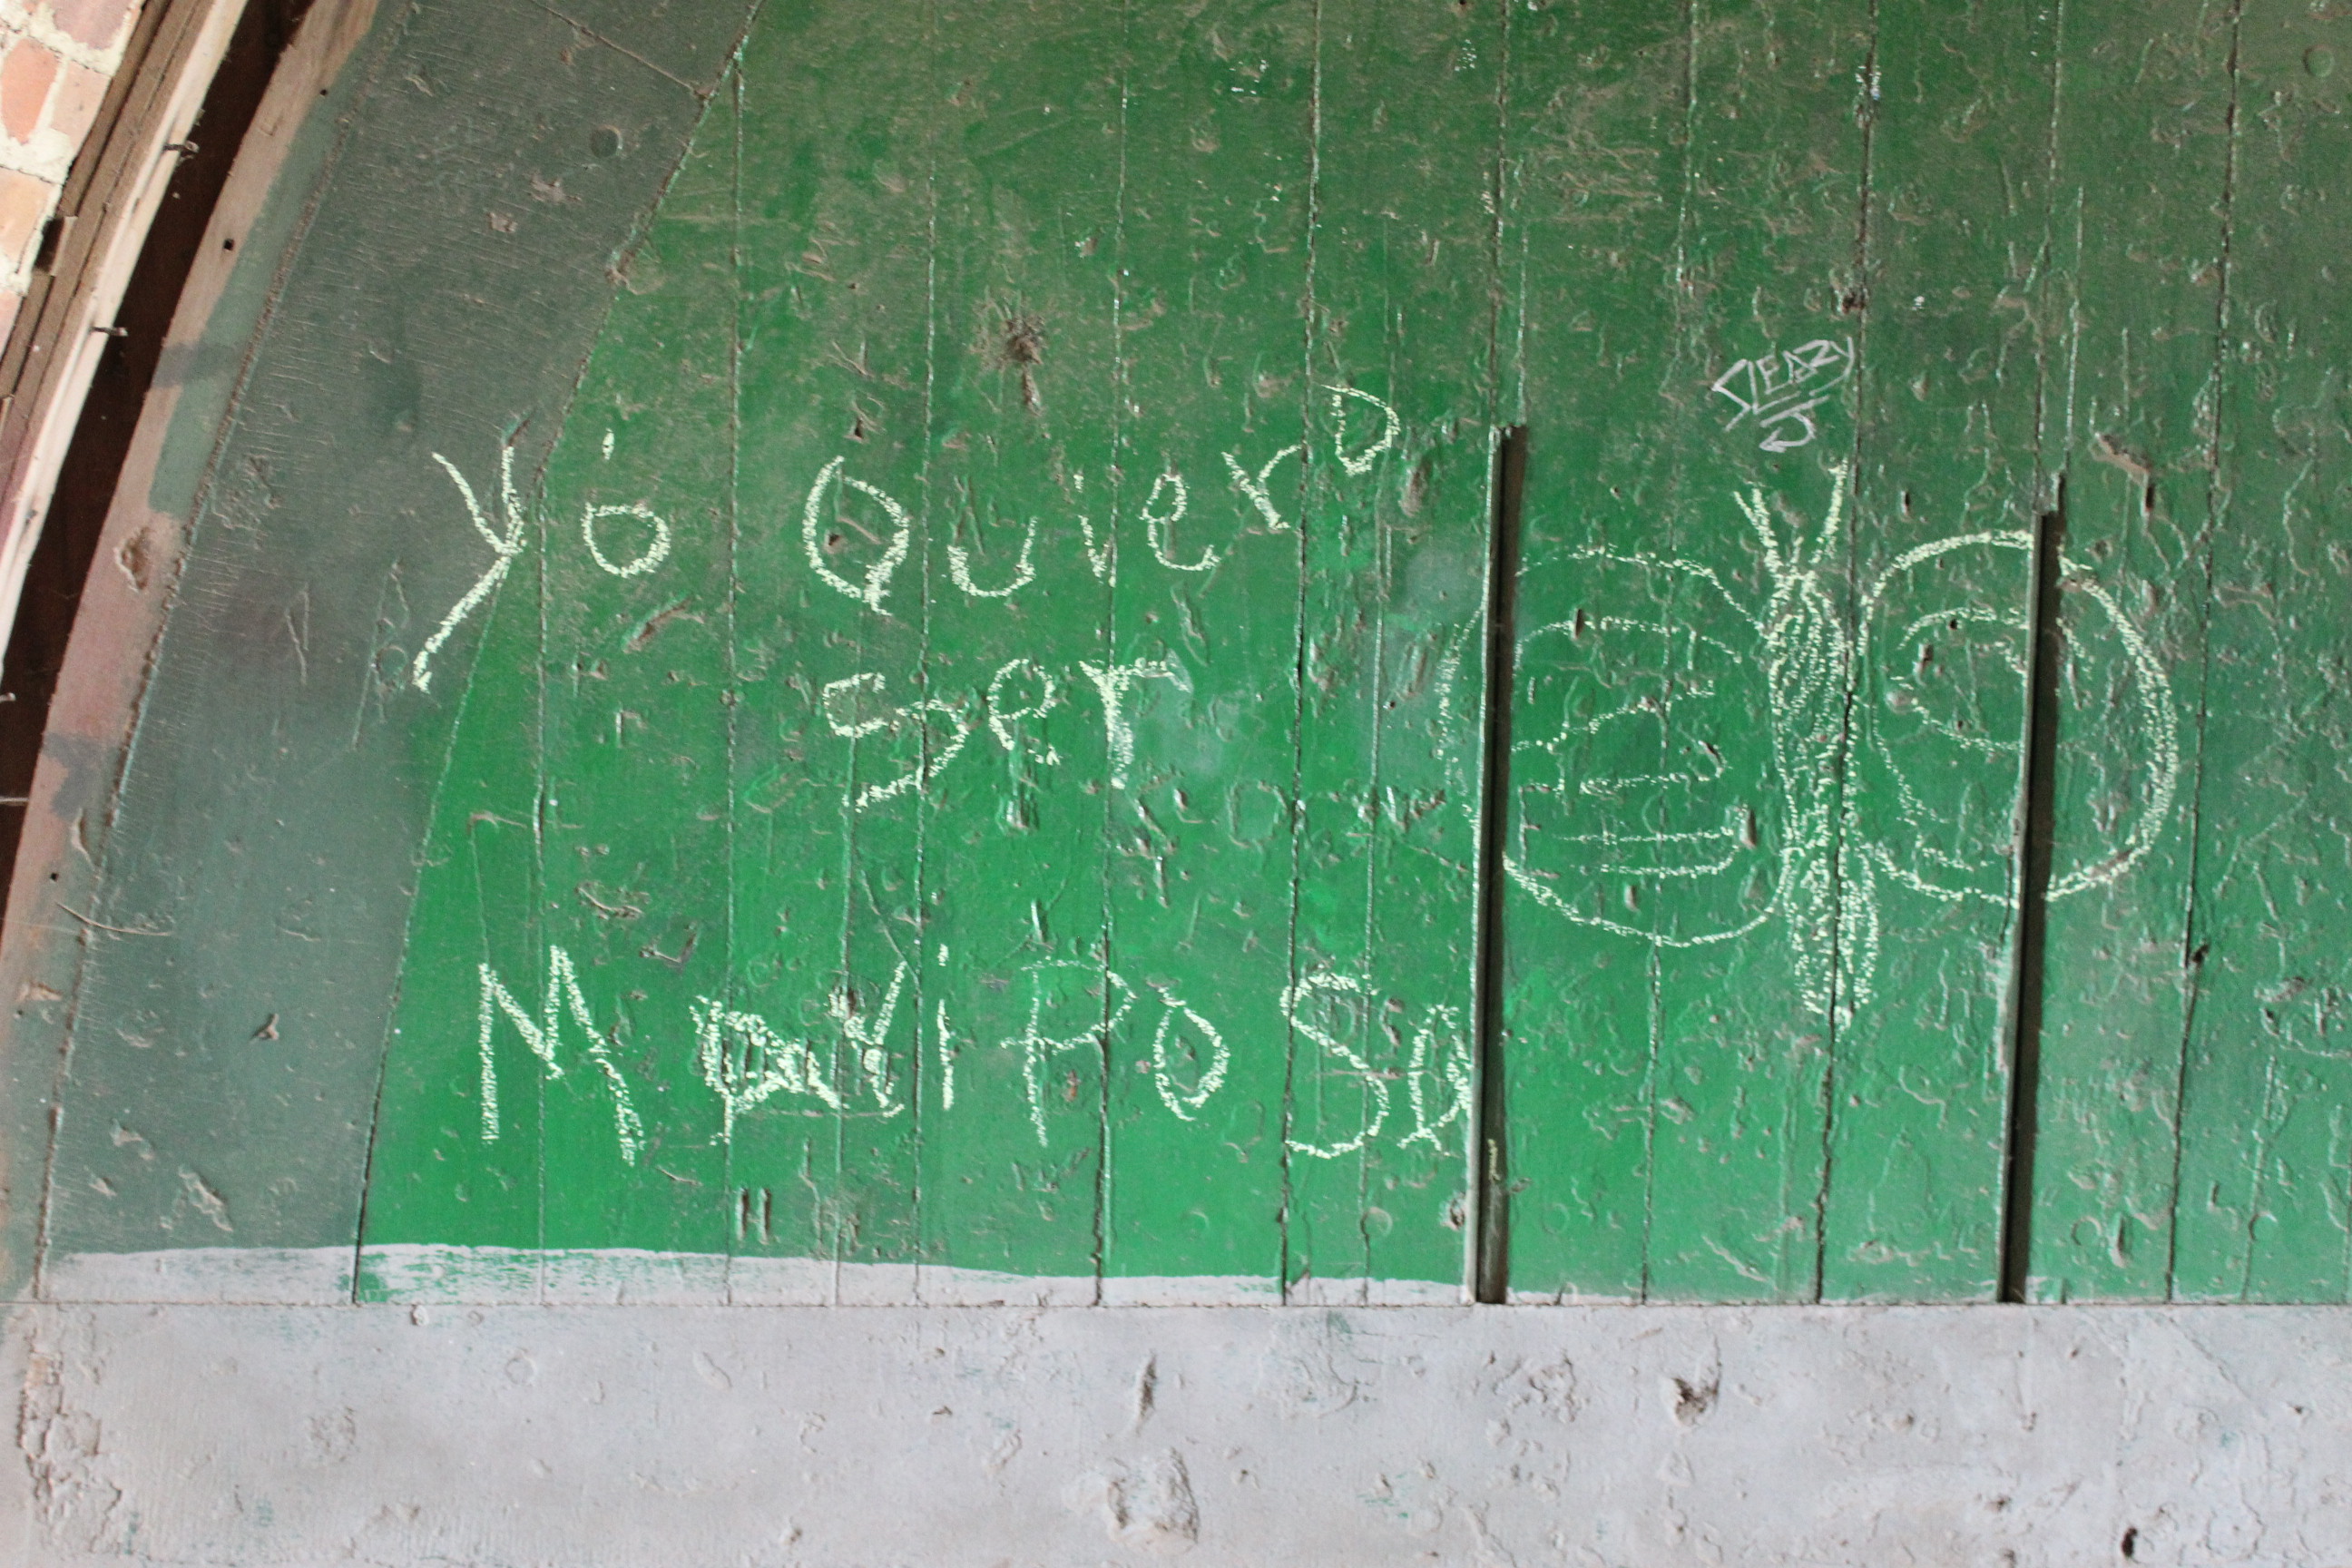 SLEAZY
J
Yo Quiero
ser
MariPoSa